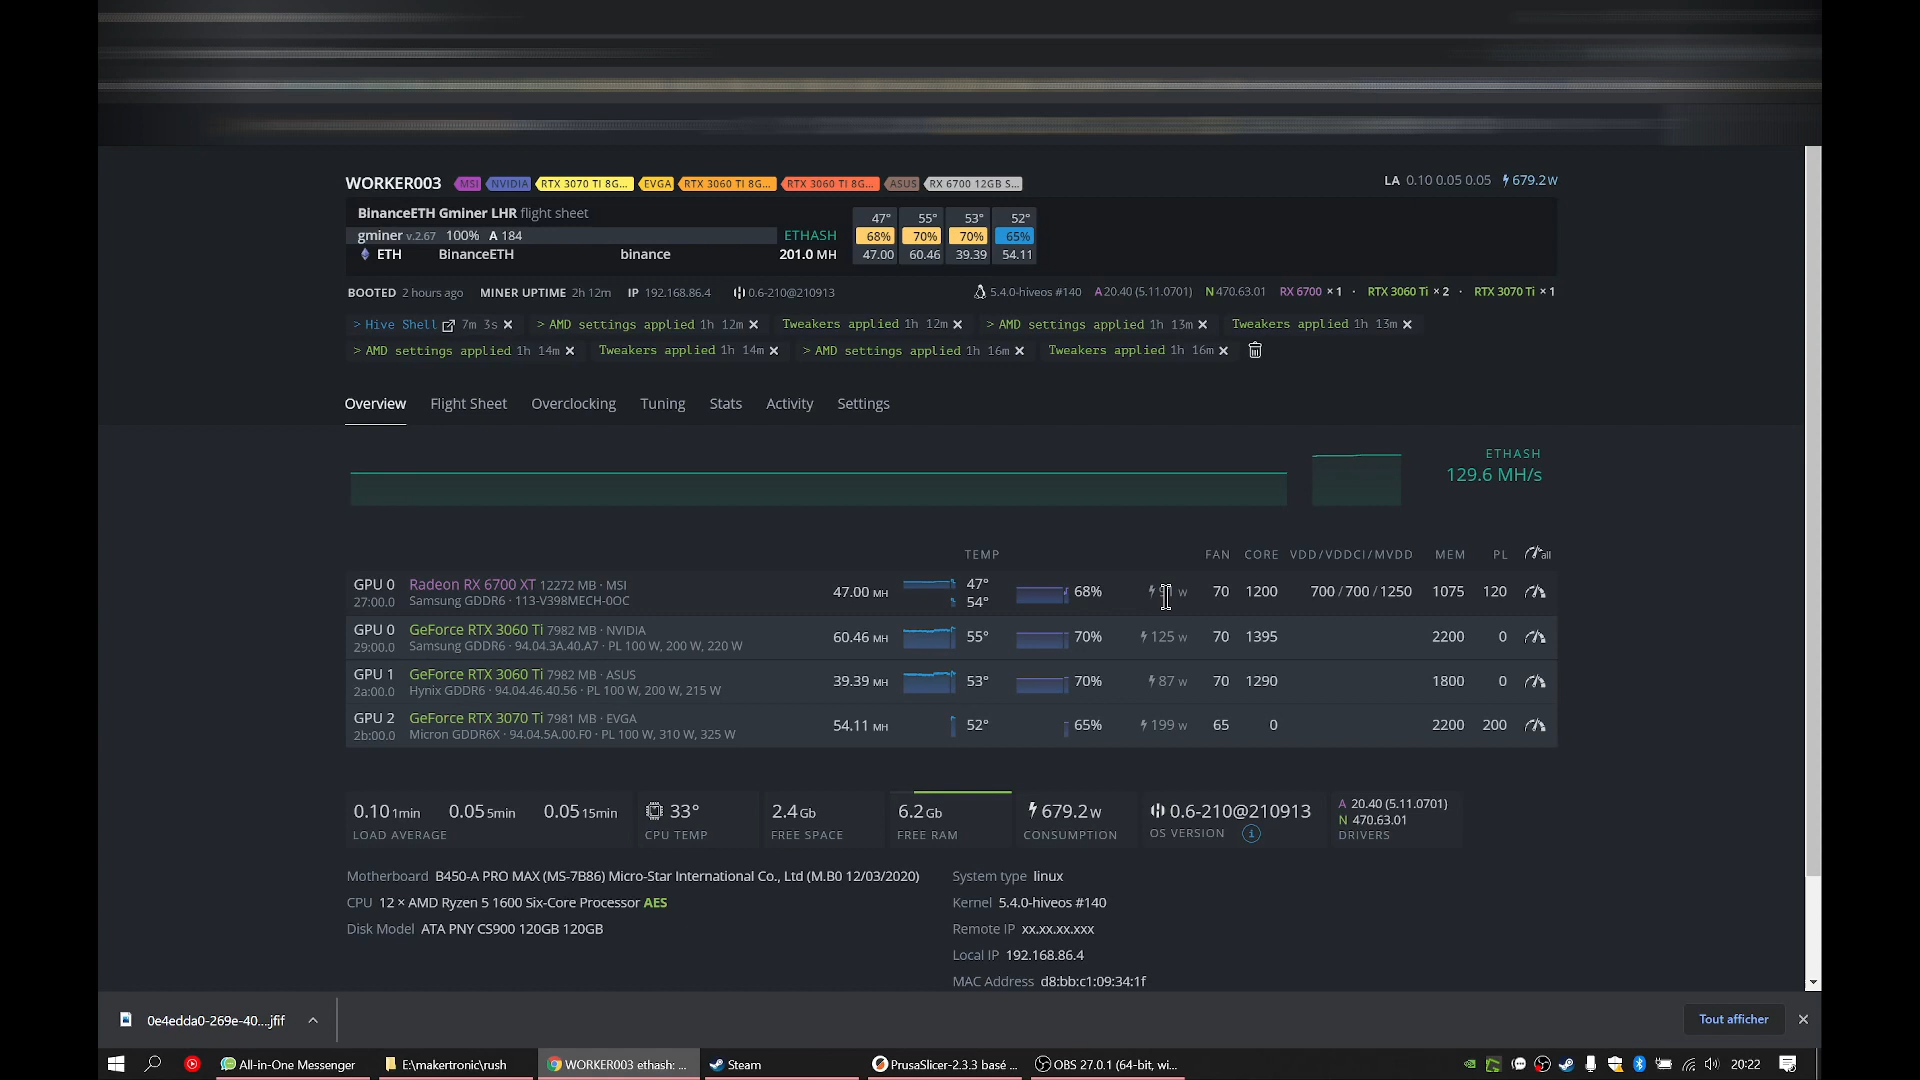 WORKER003 MSI NVIDIA RTX 3070 TI 8G... EVGA RTX 3060 TI 8G... RTX 3060 TI 8G... ASUS RX 6700 12GB S... LA 0.10 0.05 0.05 679.2 W
BinanceETH Gminer LHR flight sheet 47° 55° 53° 52°
gminer v.2.67 100% A 184 ETHASH 68% 70% 70% 65%
ETH BinanceETH binance 201.0 MH 47.00 60.46 39.39 54.11
BOOTED 2 hours ago MINER UPTIME 2h 12m IP 192.168.86.4 0.6-210@210913 5.4.0-hiveos #140 A 20.40 (5.11.0701) N 470.63.01 RX 6700 × 1 · RTX 3060 Ti × 2 · RTX 3070 Ti × 1
> Hive Shell 7m 3s × > AMD settings applied 1h 12m × Tweakers applied 1h 12m × > AMD settings applied 1h 13m × Tweakers applied 1h 13m ×
> AMD settings applied 1h 14m × Tweakers applied 1h 14m × > AMD settings applied 1h 16m × Tweakers applied 1h 16m ×
Overview Flight Sheet Overclocking Tuning Stats Activity Settings
ETHASH
129.6 MH/s
TEMP FAN CORE VDD/VDDCI/MVDD MEM PL all
GPU 0 Radeon RX 6700 XT 12272 MB · MSI 47.00 MH 47° 68% W 70 1200 700 / 700 / 1250 1075 120
27:00.0 Samsung GDDR6 · 113-V398MECH-0OC 54°
GPU 0 GeForce RTX 3060 Ti 7982 MB · NVIDIA 60.46 MH 55° 70% 125 W 70 1395 2200 0
29:00.0 Samsung GDDR6 · 94.04.3A.40.A7 · PL 100 W, 200 W, 220 W
GPU 1 GeForce RTX 3060 Ti 7982 MB · ASUS 39.39 MH 53° 70% 87 W 70 1290 1800 0
2a:00.0 Hynix GDDR6 · 94.04.46.40.56 · PL 100 W, 200 W, 215 W
GPU 2 GeForce RTX 3070 Ti 7981 MB · EVGA 54.11 MH 52° 65% 199 W 65 0 2200 200
2b:00.0 Micron GDDR6X · 94.04.5A.00.F0 · PL 100 W, 310 W, 325 W
0.10 1min 0.05 5min 0.05 15min 33° 2.4 Gb 6.2 Gb 679.2 W 0.6-210@210913 A 20.40 (5.11.0701)
N 470.63.01
LOAD AVERAGE CPU TEMP FREE SPACE FREE RAM CONSUMPTION OS VERSION i DRIVERS
Motherboard B450-A PRO MAX (MS-7B86) Micro-Star International Co., Ltd (M.B0 12/03/2020) System type linux
CPU 12 × AMD Ryzen 5 1600 Six-Core Processor AES Kernel 5.4.0-hiveos #140
Disk Model ATA PNY CS900 120GB 120GB Remote IP xx.xx.xx.xxx
Local IP 192.168.86.4
MAC Address d8:bb:c1:09:34:1f
0e4edda0-269e-40....jfif Tout afficher
All-in-One Messenger E:\makertronic\rush WORKER003 ethash: ... Steam PrusaSlicer-2.3.3 basé ... OBS 27.0.1 (64-bit, wi... 20:22